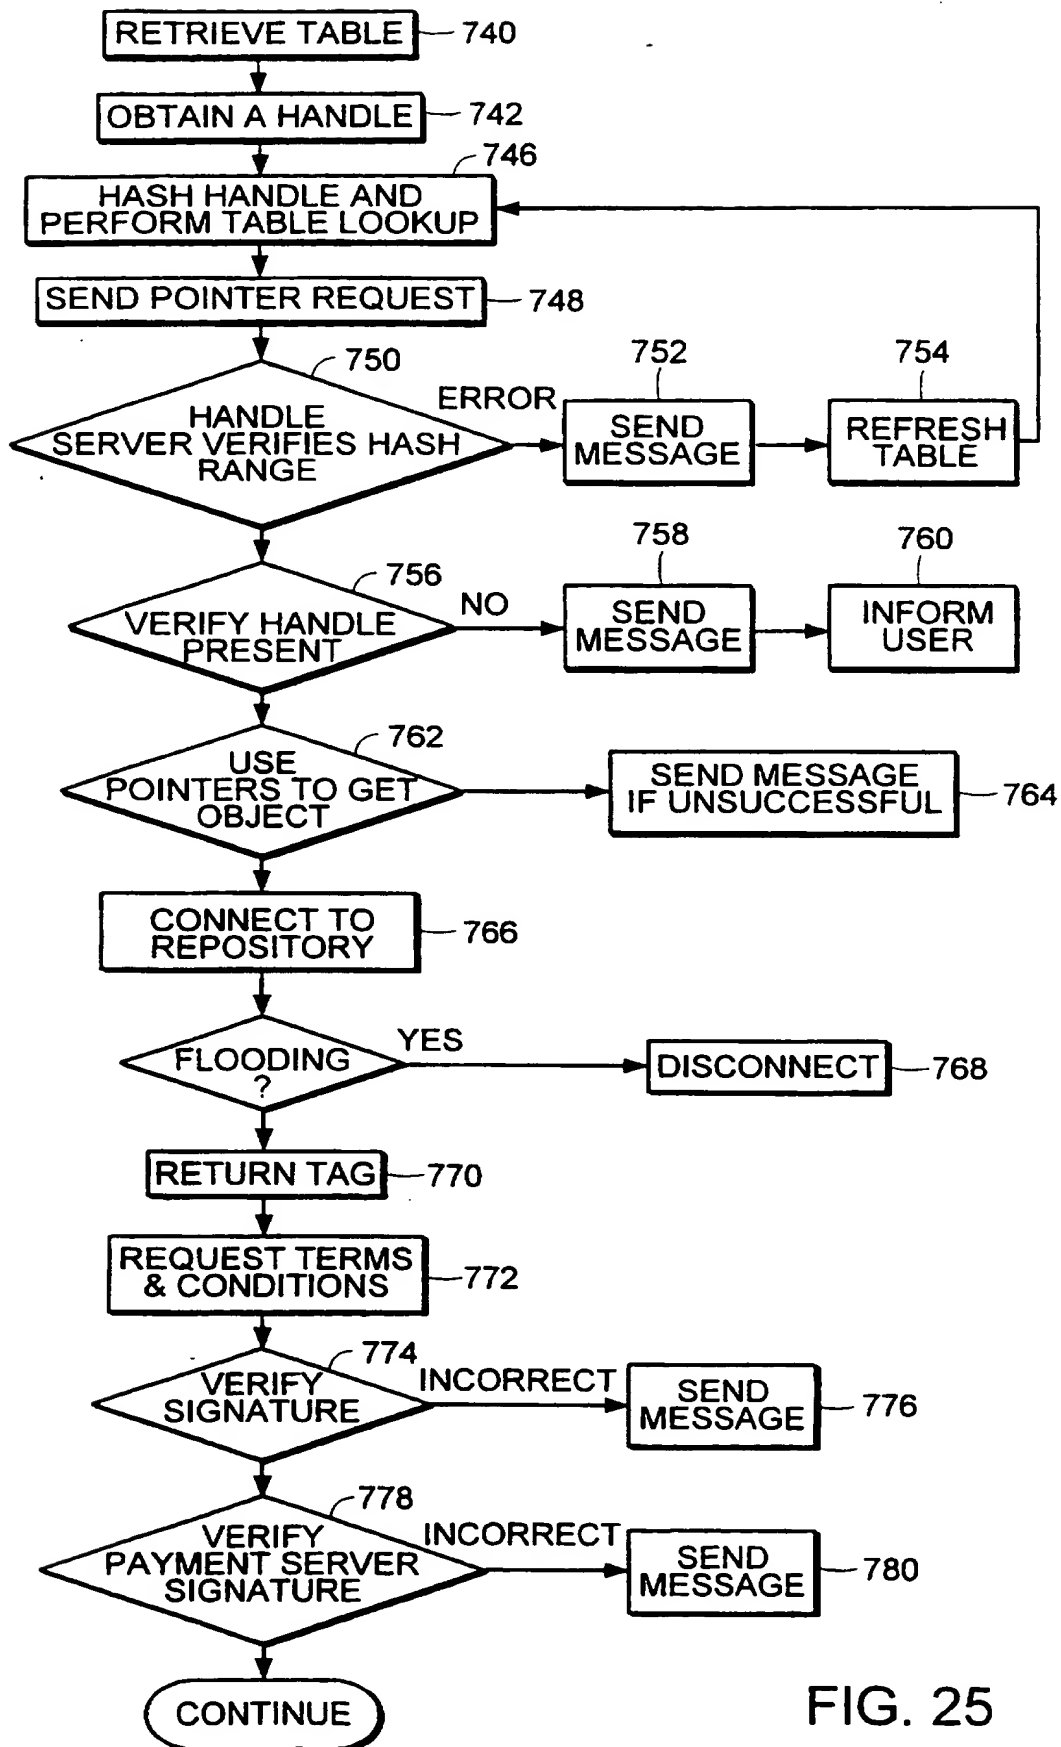 RETRIEVE TABLE 740
OBTAIN A HANDLE 742
746
HASH HANDLE AND
PERFORM TABLE LOOKUP
SEND POINTER REQUEST 748
750
HANDLE
SERVER VERIFIES HASH
RANGE
ERROR
752
SEND
MESSAGE
754
REFRESH
TABLE
756
VERIFY HANDLE
PRESENT
NO
758
SEND
MESSAGE
760
INFORM
USER
762
USE
POINTERS TO GET
OBJECT
SEND MESSAGE
IF UNSUCCESSFUL
764
CONNECT TO
REPOSITORY
766
FLOODING
?
YES
DISCONNECT 768
RETURN TAG 770
REQUEST TERMS
& CONDITIONS
772
774
VERIFY
SIGNATURE
INCORRECT
SEND
MESSAGE
776
778
VERIFY
PAYMENT SERVER
SIGNATURE
INCORRECT
SEND
MESSAGE
780
CONTINUE
FIG. 25